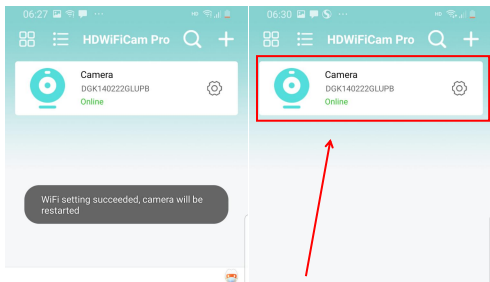 06:27
HDWiFiCam Pro
Camera
DGK140222GLUPB
Online
WiFi setting succeeded, camera will be
restarted
06:30
HDWiFiCam Pro
Camera
DGK140222GLUPB
Online